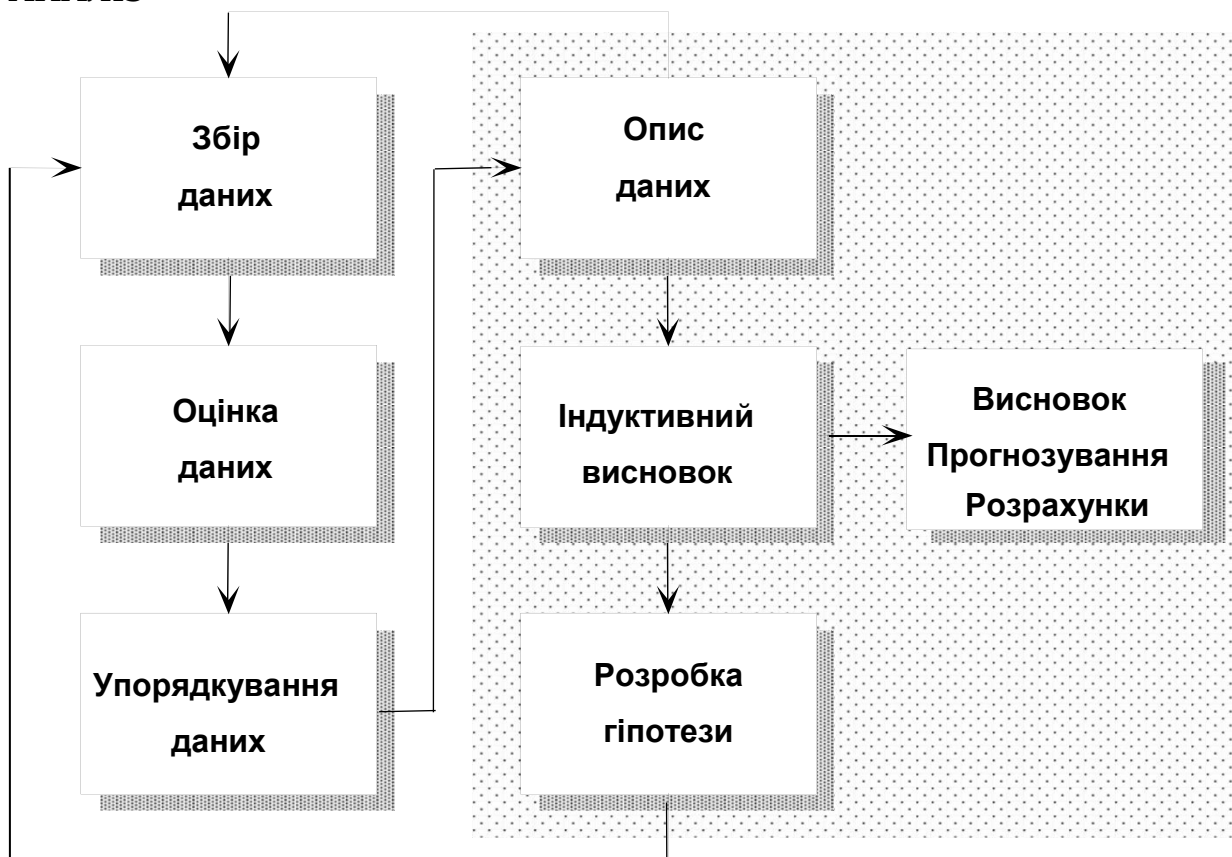 Збір
даних
Опис
даних
Оцінка
даних
Індуктивний
висновок
Висновок
Прогнозування
Розрахунки
Упорядкування
даних
Розробка
гіпотези